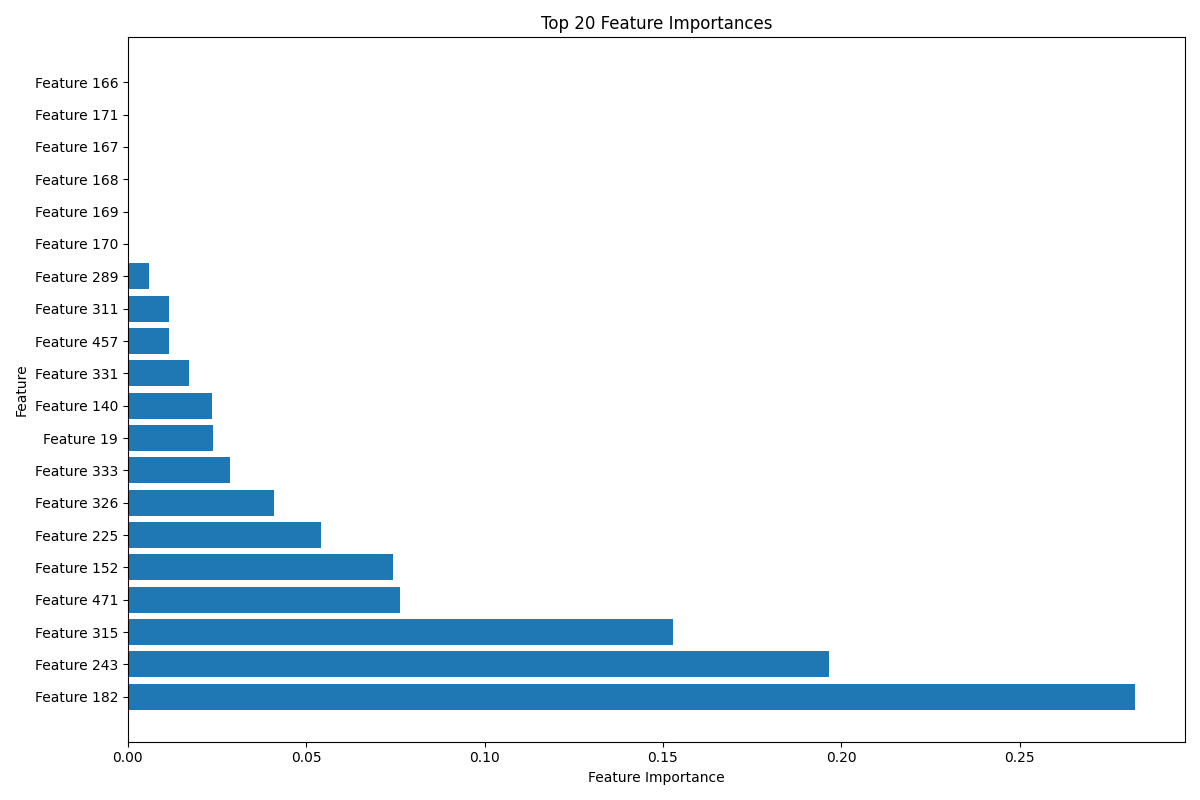 Top 20 Feature Importances
Feature
Feature 166
Feature 171
Feature 167
Feature 168
Feature 169
Feature 170
Feature 289
Feature 311
Feature 457
Feature 331
Feature 140
Feature 19
Feature 333
Feature 326
Feature 225
Feature 152
Feature 471
Feature 315
Feature 243
Feature 182
0.00 0.05 0.10 0.15 0.20 0.25
Feature Importance